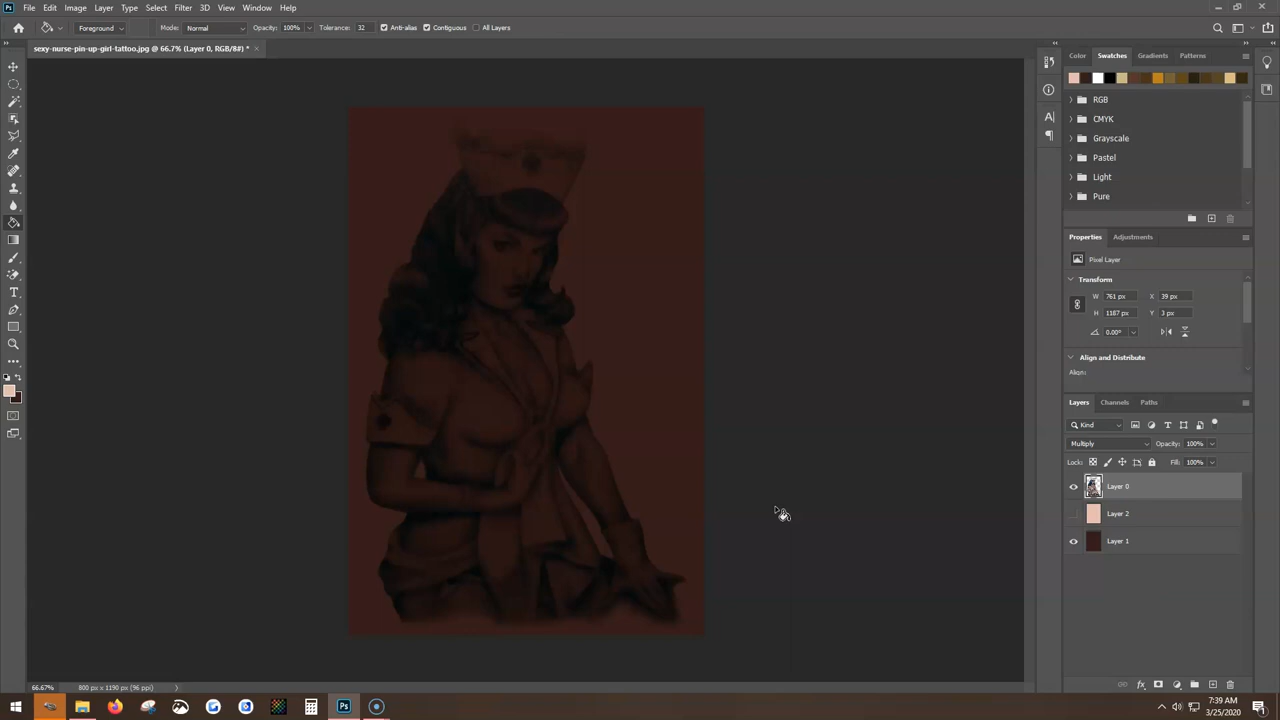 File Edit Image Layer Type Select Filter 3D View Window Help
Foreground Mode: Normal Opacity: 100% Tolerance: 32 Anti-alias Contiguous All Layers
sexy-nurse-pin-up-girl-tattoo.jpg @ 66.7% (Layer 0, RGB/8#) *
Color Swatches Gradients Patterns
RGB
CMYK
Grayscale
Pastel
Light
Pure
Properties Adjustments
Pixel Layer
Transform
W 761 px X 39 px
H 1187 px Y 3 px
0.00°
Align and Distribute
Align:
Layers Channels Paths
Kind
Multiply Opacity: 100%
Lock: Fill: 100%
Layer 0
Layer 2
Layer 1
66.67% 800 px x 1190 px (96 ppi)
7:39 AM
3/25/2020